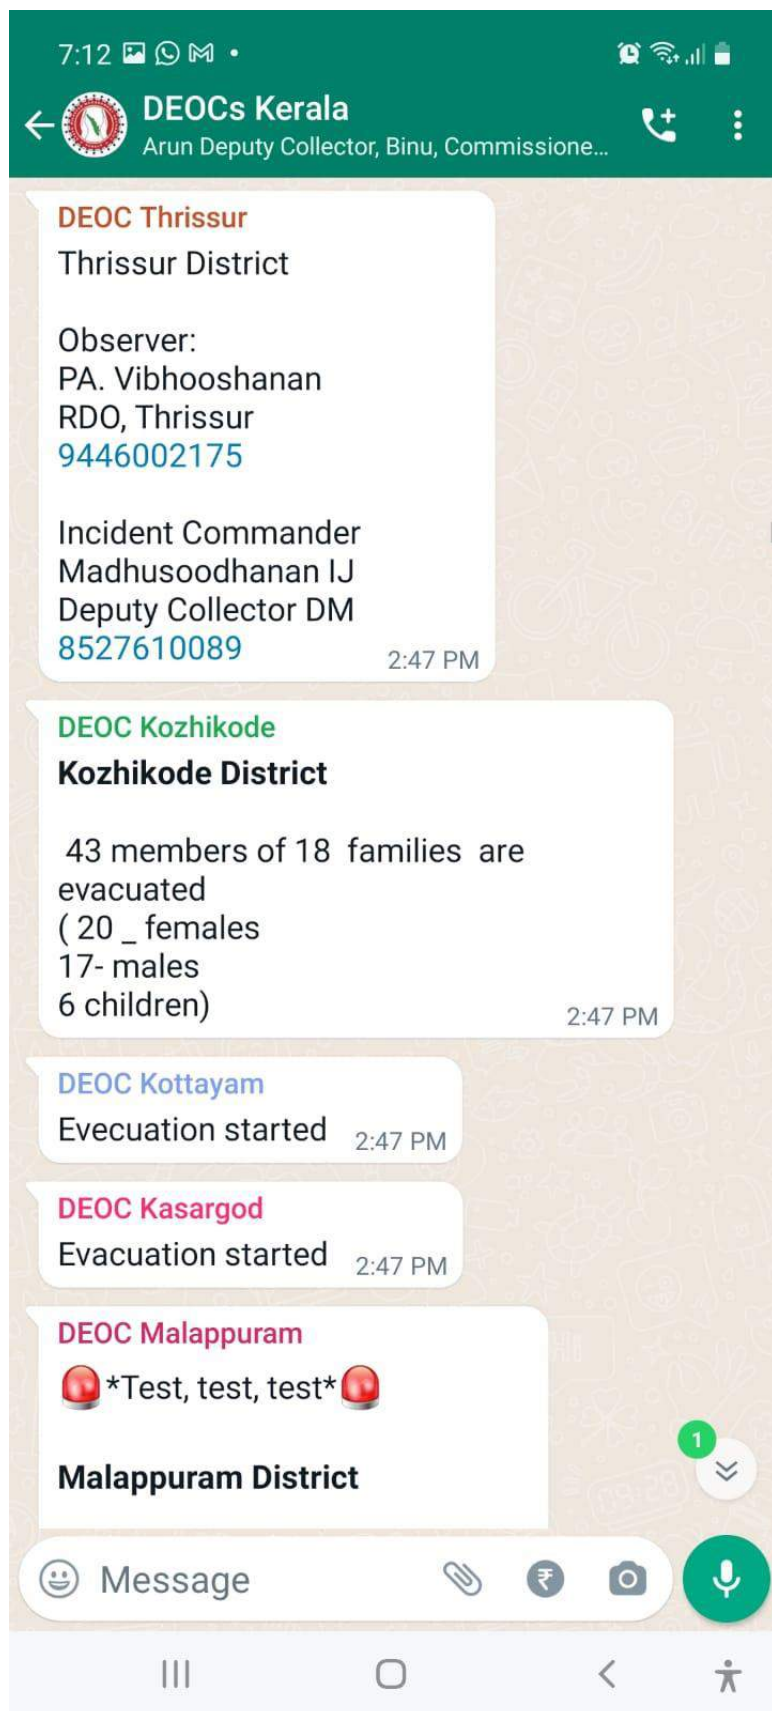 7:12
DEOCs Kerala
Arun Deputy Collector, Binu, Commissione...
DEOC Thrissur
Thrissur District
Observer:
PA. Vibhooshanan
RDO, Thrissur
9446002175
Incident Commander
Madhusoodhanan IJ
Deputy Collector DM
8527610089
2:47 PM
DEOC Kozhikode
Kozhikode District
43 members of 18 families are
evacuated
( 20 _ females
17- males
6 children)
2:47 PM
DEOC Kottayam
Evecuation started 2:47 PM
DEOC Kasargod
Evacuation started 2:47 PM
DEOC Malappuram
🚨*Test, test, test*🚨
1
Malappuram District
Message